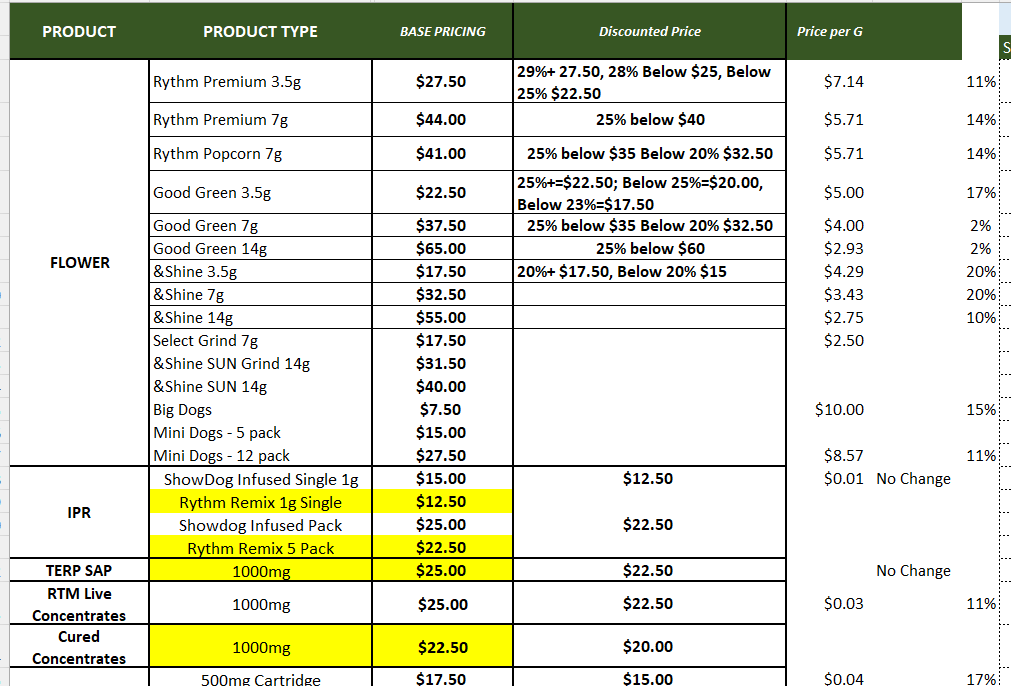 PRODUCT PRODUCT TYPE BASE PRICING Discounted Price Price per G
S
FLOWER
Rythm Premium 3.5g $27.50 29%+ 27.50, 28% Below $25, Below
25% $22.50 $7.14 11%
Rythm Premium 7g $44.00 25% below $40 $5.71 14%
Rythm Popcorn 7g $41.00 25% below $35 Below 20% $32.50 $5.71 14%
Good Green 3.5g $22.50 25%+=$22.50; Below 25%=$20.00,
Below 23%=$17.50 $5.00 17%
Good Green 7g $37.50 25% below $35 Below 20% $32.50 $4.00 2%
Good Green 14g $65.00 25% below $60 $2.93 2%
&Shine 3.5g $17.50 20%+ $17.50, Below 20% $15 $4.29 20%
&Shine 7g $32.50 $3.43 20%
&Shine 14g $55.00 $2.75 10%
Select Grind 7g $17.50 $2.50
&Shine SUN Grind 14g $31.50
&Shine SUN 14g $40.00
Big Dogs $7.50 $10.00 15%
Mini Dogs - 5 pack $15.00
Mini Dogs - 12 pack $27.50 $8.57 11%
IPR
ShowDog Infused Single 1g $15.00 $12.50 $0.01 No Change
Rythm Remix 1g Single $12.50
Showdog Infused Pack $25.00 $22.50
Rythm Remix 5 Pack $22.50
TERP SAP 1000mg $25.00 $22.50 No Change
RTM Live
Concentrates 1000mg $25.00 $22.50 $0.03 11%
Cured
Concentrates 1000mg $22.50 $20.00
500mg Cartridge $17.50 $15.00 $0.04 17%